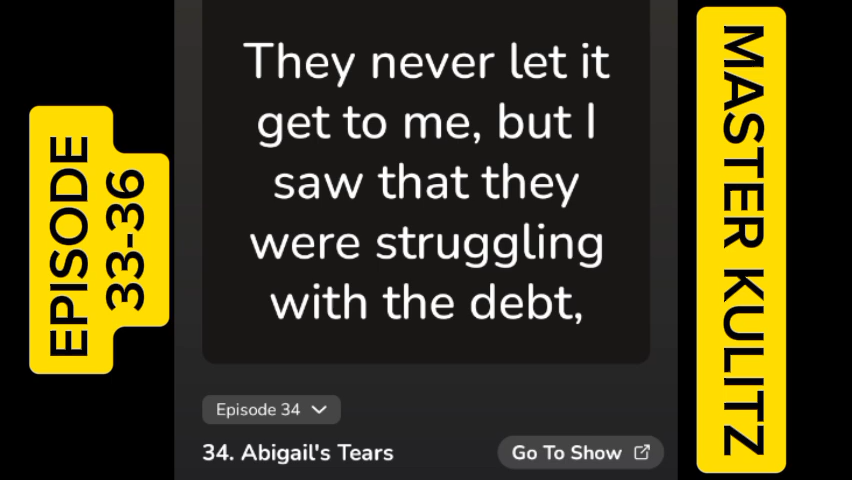 EPISODE
33-36
They never let it
get to me, but I
saw that they
were struggling
with the debt,
Episode 34
34. Abigail's Tears
Go To Show
MASTER KULITZ